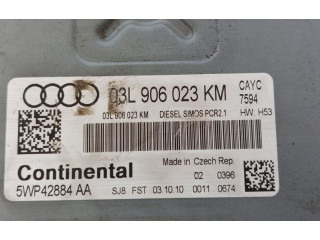 03L 906 023 KM CAYC
7594
03L 906 023 KM DIESEL SIMOS PCR2.1 HW: H53
Made in Czech Rep.
Continental 02 0396
5WP42884 AA SJ8 FST 03.10.10 0011 0674